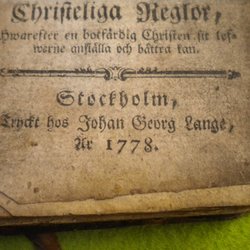 Christeliga Reglor,
Hwarefter en botfärdig Christen sit lef-
werne anställa och bättra kan.
Stockholm,
Tryckt hos Johan Georg Lange,
År 1778.